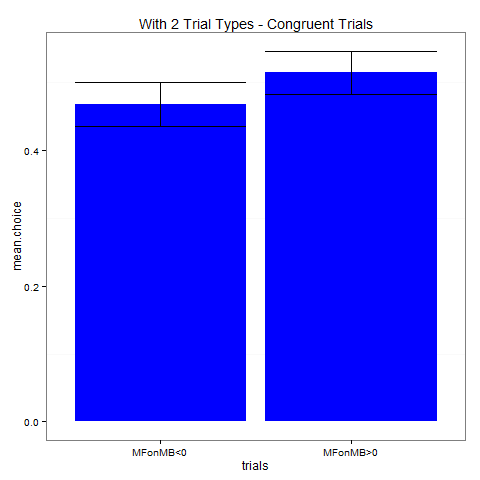 With 2 Trial Types - Congruent Trials
mean.choice
0.4
0.2
0.0
MFonMB<0 MFonMB>0
trials